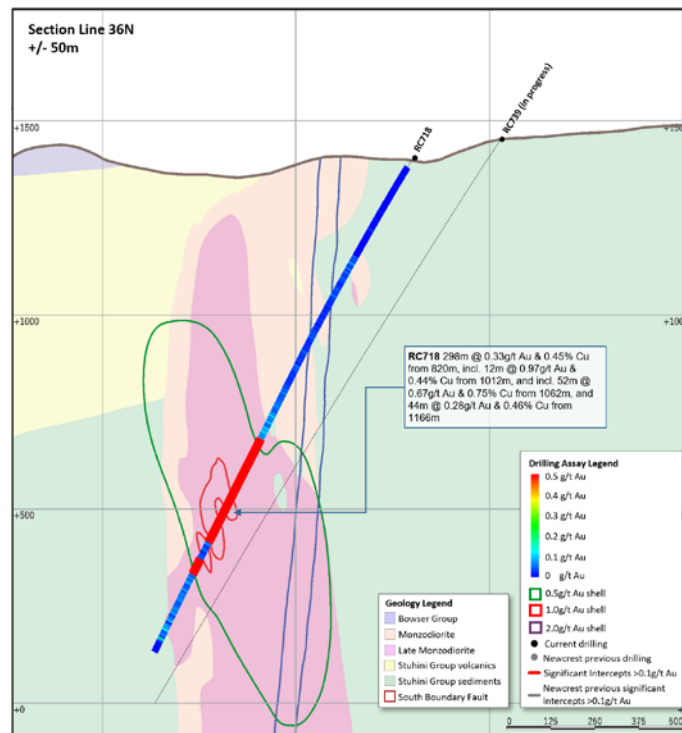 Section Line 36N
+/- 50m
RC718
RC739 (in progress)
+1500
+1500
+1000
+100
RC718 298m @ 0.33g/t Au & 0.45% Cu
from 820m, incl. 12m @ 0.97g/t Au &
0.44% Cu from 1012m, and incl. 52m @
0.67g/t Au & 0.75% Cu from 1062m, and
44m @ 0.28g/t Au & 0.46% Cu from
1166m
+500
+0
Geology Legend
Bowser Group
Monzodiorite
Late Monzodiorite
Stuhini Group volcanics
Stuhini Group sediments
South Boundary Fault
Drilling Assay Legend
0.5 g/t Au
0.4 g/t Au
0.3 g/t Au
0.2 g/t Au
0.1 g/t Au
0 g/t Au
0.5g/t Au shell
1.0g/t Au shell
2.0g/t Au shell
Current drilling
Newcrest previous drilling
Significant Intercepts >0.1g/t Au
Newcrest previous significant
intercepts >0.1g/t Au
0 125 250 375 500